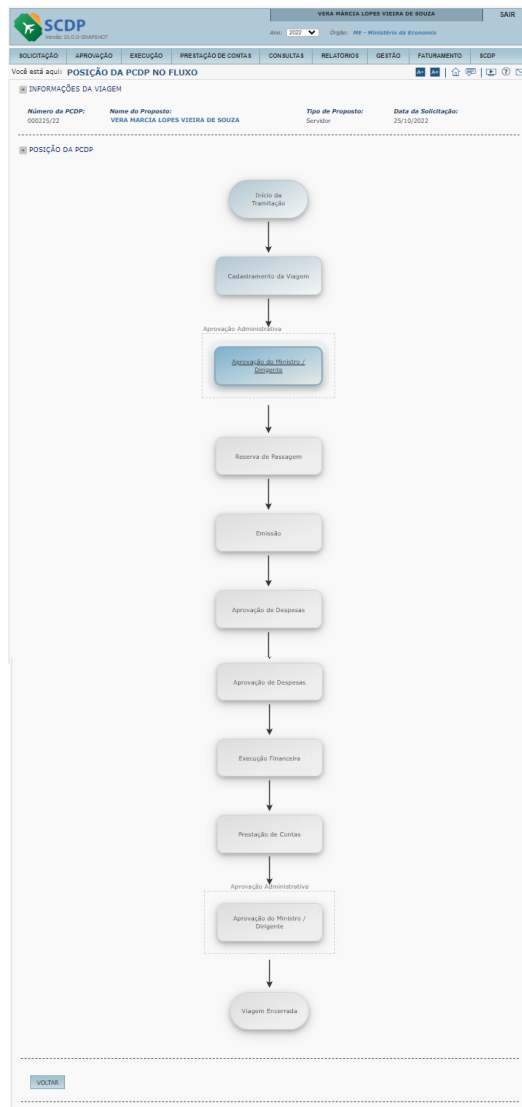 VERA MÁRCIA LOPES VIEIRA DE SOUZA
SAIR
SCDP
Versão 10.0.0-SNAPSHOT
Ano: 2022
Órgão: ME - Ministério da Economia
SOLICITAÇÃO APROVAÇÃO EXECUÇÃO PRESTAÇÃO DE CONTAS CONSULTAS RELATÓRIOS GESTÃO FATURAMENTO SCDP
Você está aqui: POSIÇÃO DA PCDP NO FLUXO
A+ A-
INFORMAÇÕES DA VIAGEM
Número da PCDP: Nome do Proposto: Tipo de Proposto: Data da Solicitação:
000225/22 VERA MARCIA LOPES VIEIRA DE SOUZA Servidor 25/10/2022
POSIÇÃO DA PCDP
Início da
Tramitação
Cadastramento da Viagem
Aprovação Administrativa
Aprovação do Ministro /
Dirigente
Reserva de Passagem
Emissão
Aprovação de Despesas
Aprovação de Despesas
Execução Financeira
Prestação de Contas
Aprovação Administrativa
Aprovação do Ministro /
Dirigente
Viagem Encerrada
VOLTAR